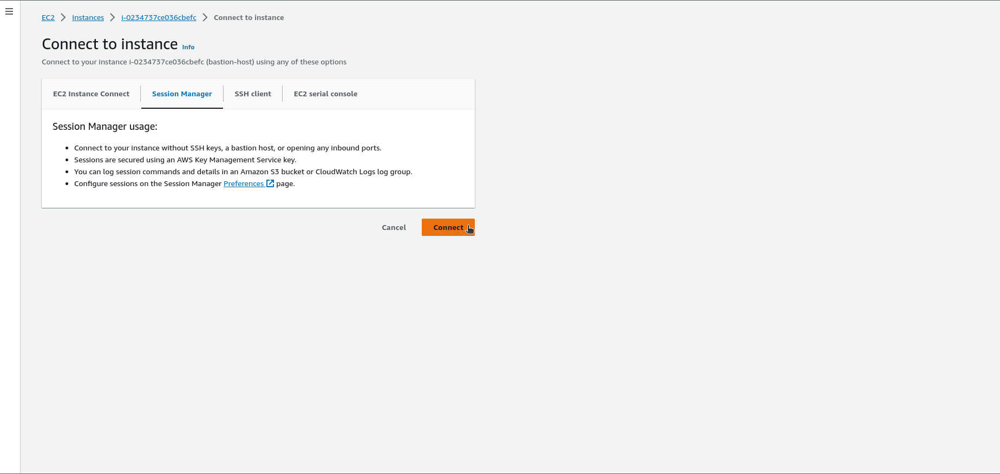 EC2 Instances i-0234737ce036cbefc Connect to instance
Connect to instance Info
Connect to your instance i-0234737ce036cbefc (bastion-host) using any of these options
EC2 Instance Connect Session Manager SSH client EC2 serial console
Session Manager usage:
Connect to your instance without SSH keys, a bastion host, or opening any inbound ports.
Sessions are secured using an AWS Key Management Service key.
You can log session commands and details in an Amazon S3 bucket or CloudWatch Logs log group.
Configure sessions on the Session Manager Preferences page.
Cancel Connect